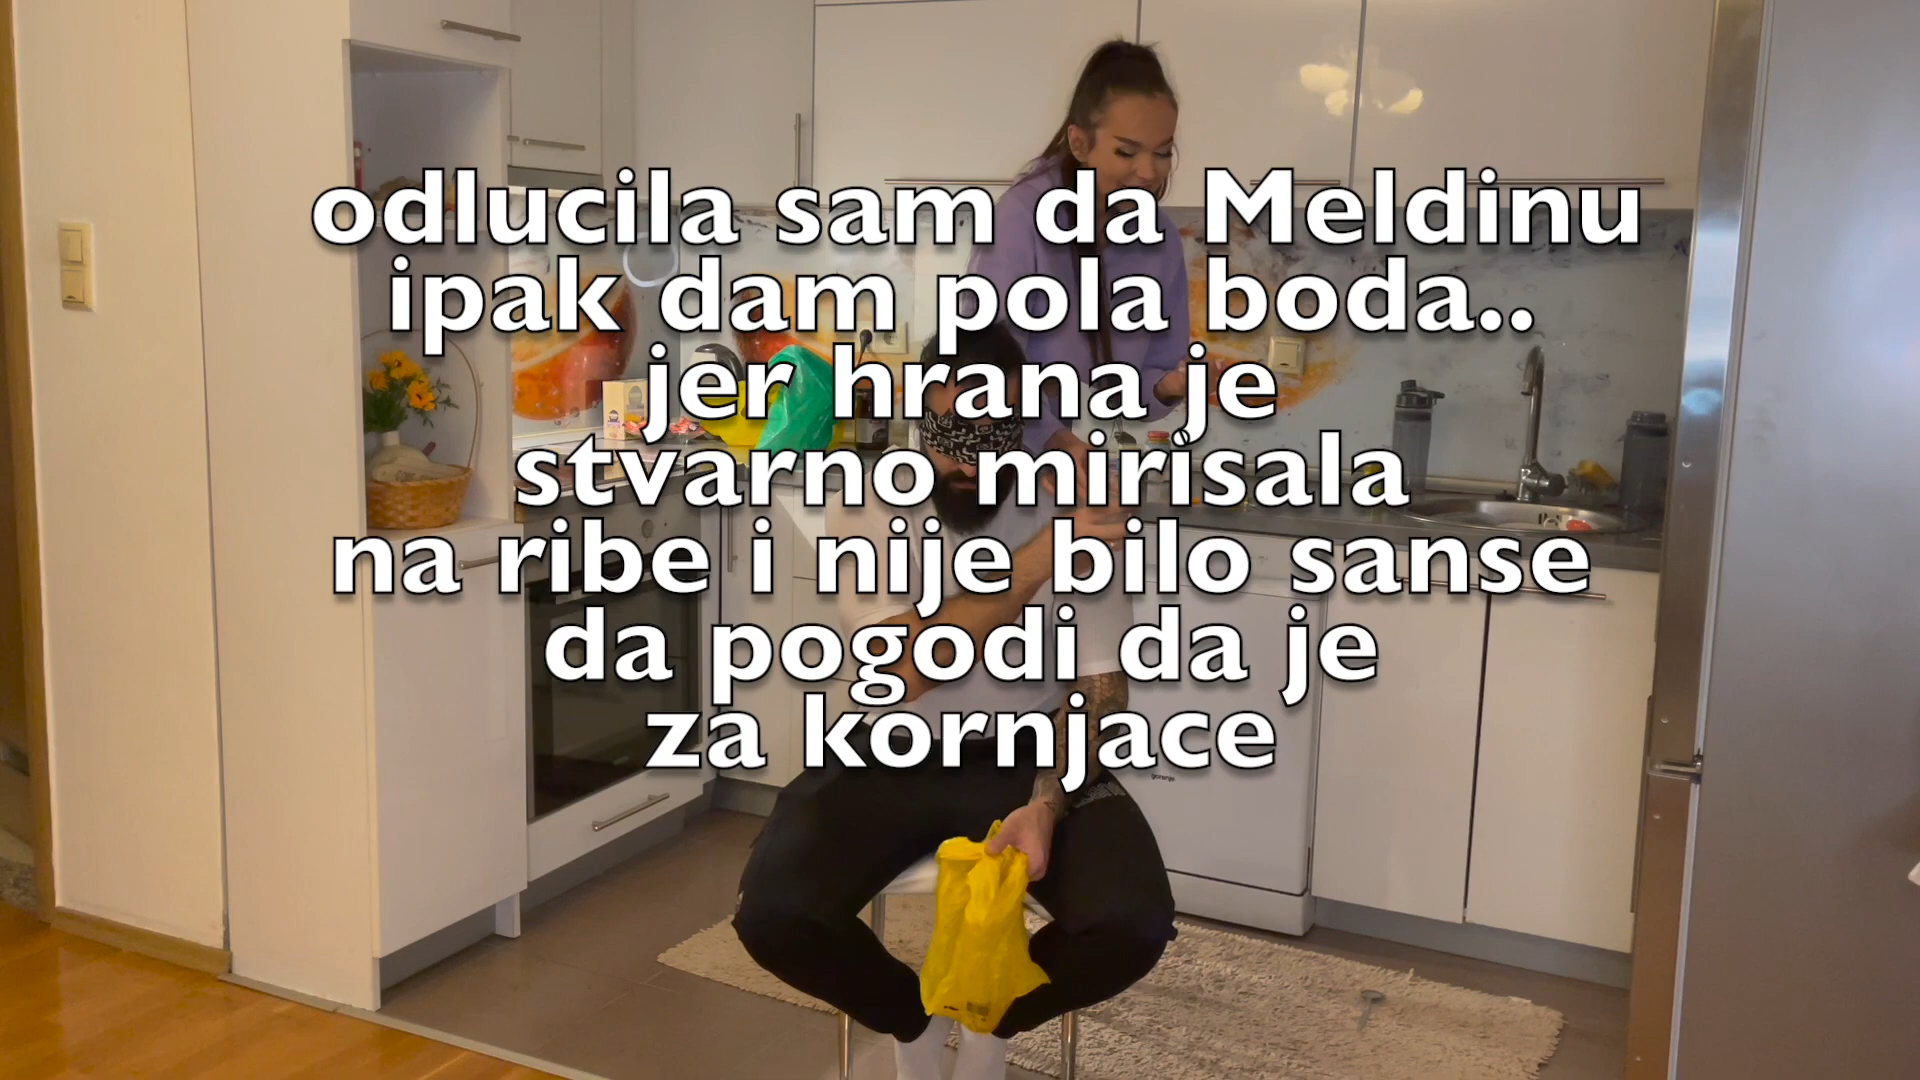 odlucila sam da Meldinu
ipak dam pola boda..
jer hrana je
stvarno mirisala
na ribe i nije bilo sanse
da pogodi da je
za kornjace
gorenje